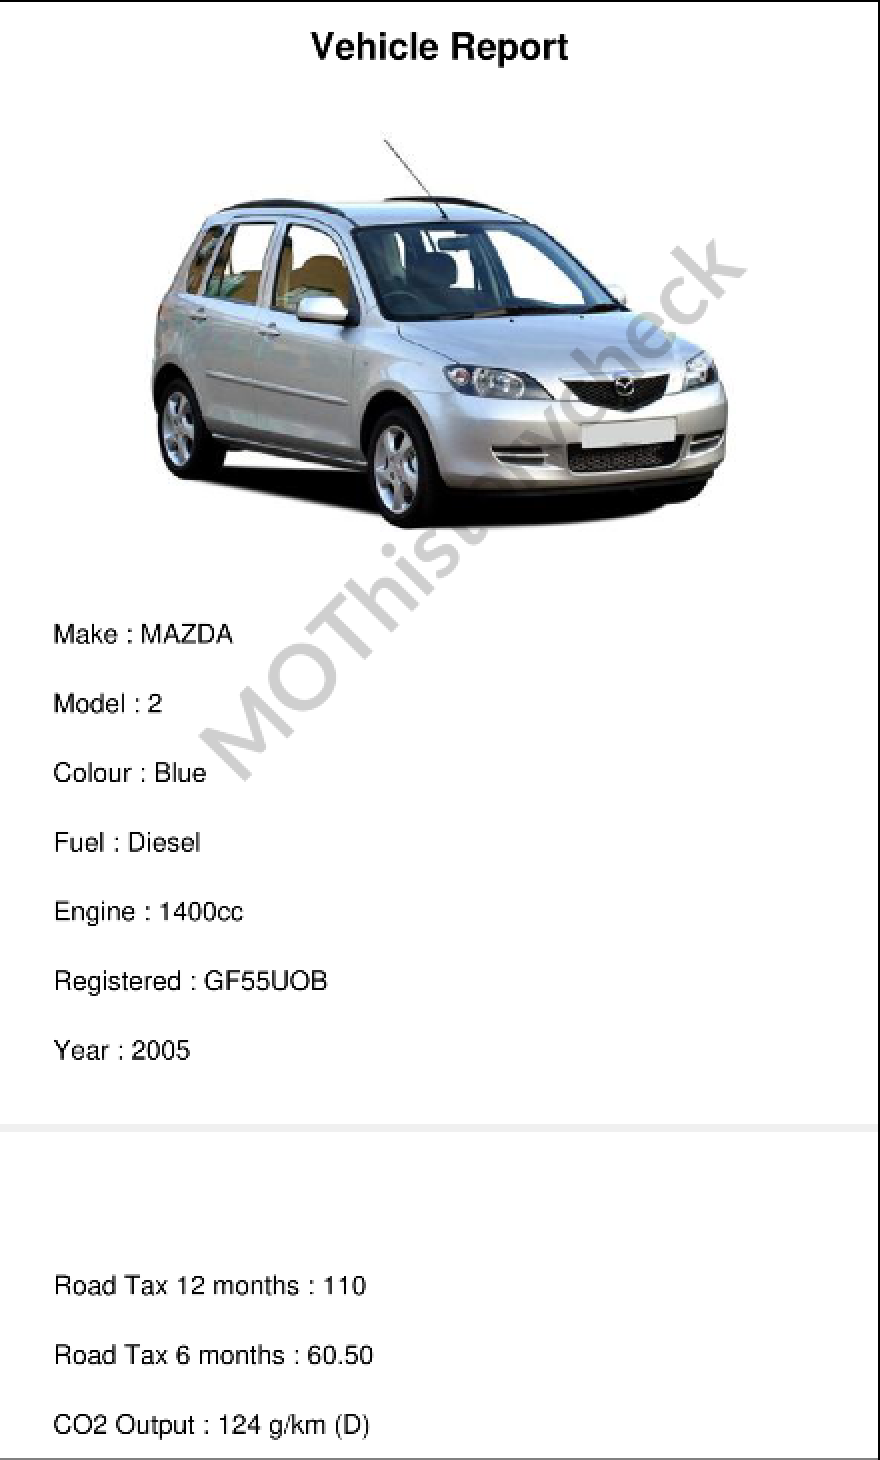 Vehicle Report
MOThistorycheck
Make : MAZDA
Model : 2
Colour : Blue
Fuel : Diesel
Engine : 1400cc
Registered : GF55UOB
Year : 2005
Road Tax 12 months : 110
Road Tax 6 months : 60.50
CO2 Output : 124 g/km (D)